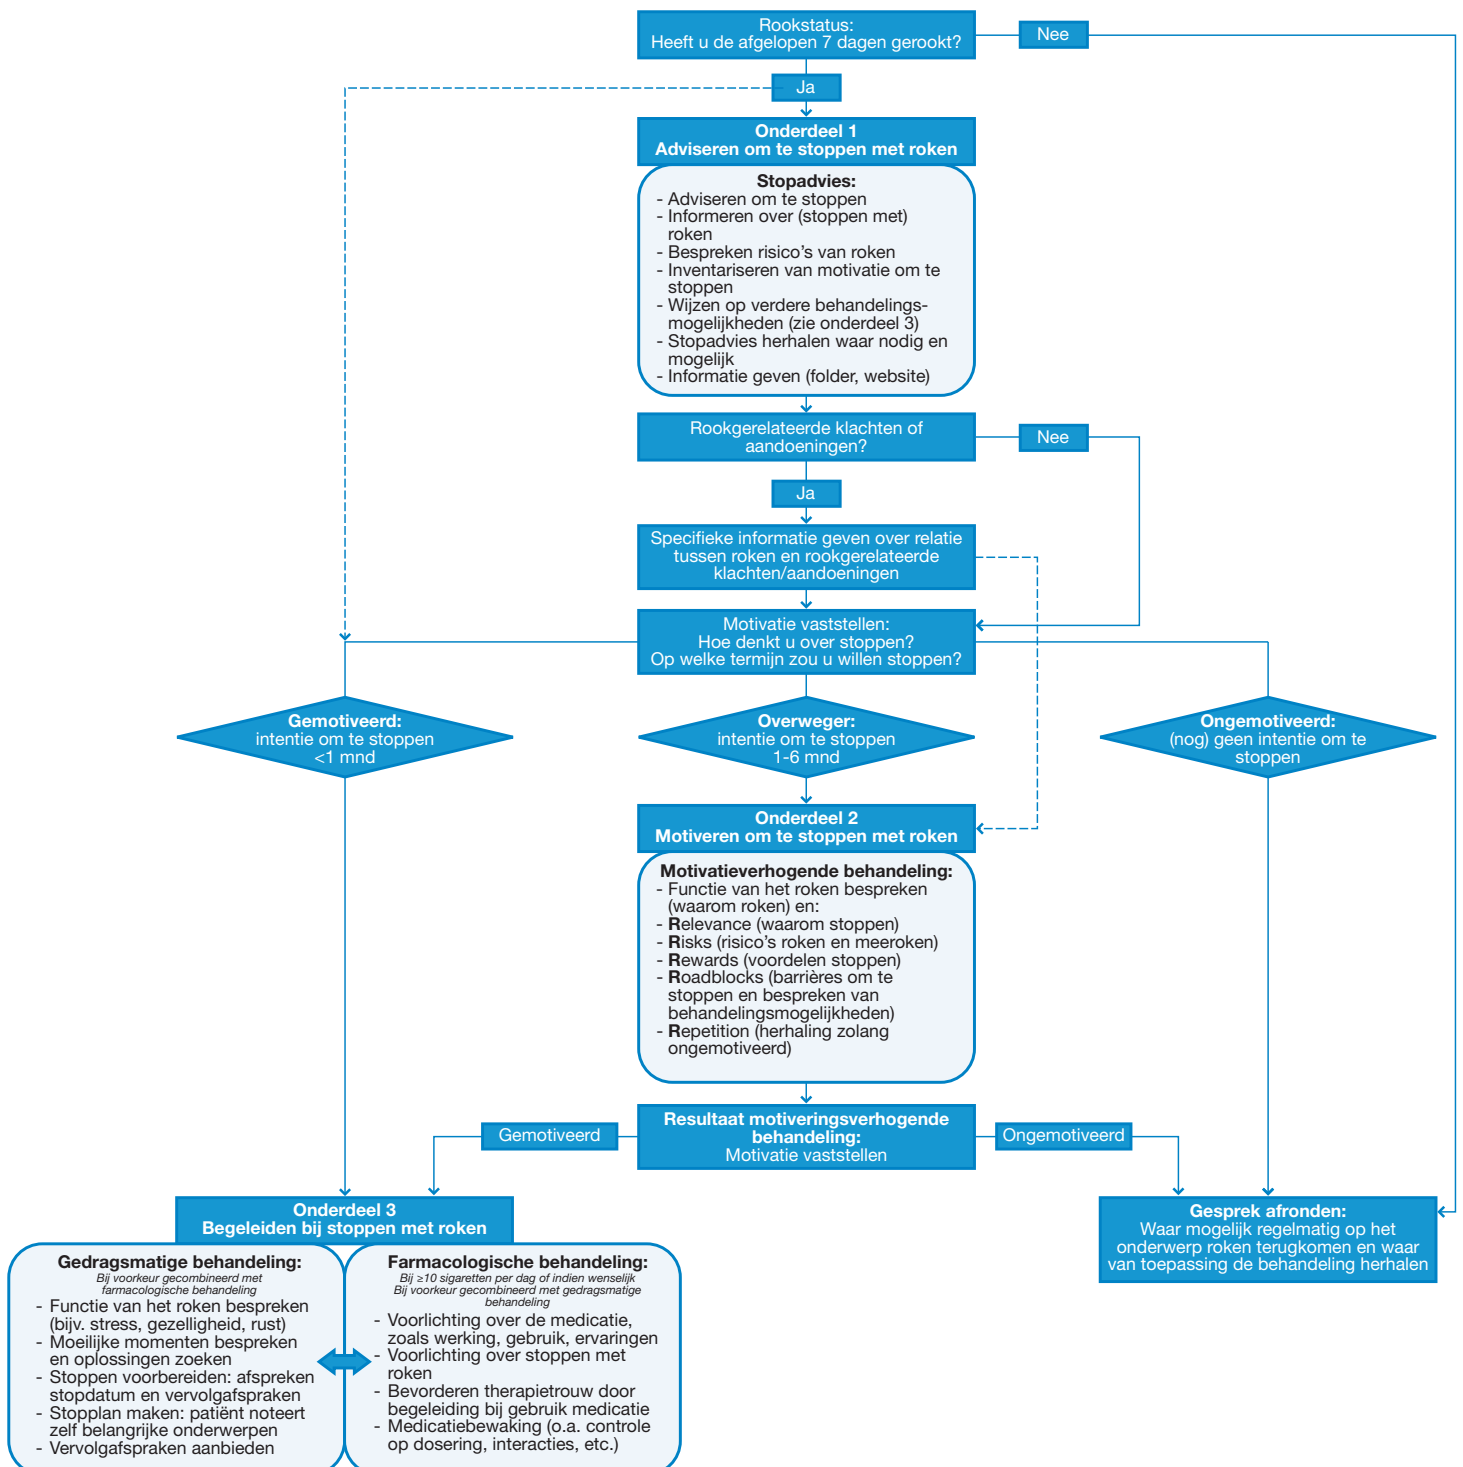 Rookstatus:
Heeft u de afgelopen 7 dagen gerookt?
Nee
Ja
Onderdeel 1
Adviseren om te stoppen met roken
Stopadvies:
- Adviseren om te stoppen
- Informeren over (stoppen met)
roken
- Bespreken risico’s van roken
- Inventariseren van motivatie om te
stoppen
- Wijzen op verdere behandelings-
mogelijkheden (zie onderdeel 3)
- Stopadvies herhalen waar nodig en
mogelijk
- Informatie geven (folder, website)
Rookgerelateerde klachten of
aandoeningen?
Nee
Ja
Specifieke informatie geven over relatie
tussen roken en rookgerelateerde
klachten/aandoeningen
Motivatie vaststellen:
Hoe denkt u over stoppen?
Op welke termijn zou u willen stoppen?
Gemotiveerd:
intentie om te stoppen
<1 mnd
Overweger:
intentie om te stoppen
1-6 mnd
Ongemotiveerd:
(nog) geen intentie om te
stoppen
Onderdeel 2
Motiveren om te stoppen met roken
Motivatieverhogende behandeling:
- Functie van het roken bespreken
(waarom roken) en:
- Relevance (waarom stoppen)
- Risks (risico’s roken en meeroken)
- Rewards (voordelen stoppen)
- Roadblocks (barrières om te
stoppen en bespreken van
behandelingsmogelijkheden)
- Repetition (herhaling zolang
ongemotiveerd)
Resultaat motiveringsverhogende
behandeling:
Motivatie vaststellen
Gemotiveerd
Ongemotiveerd
Onderdeel 3
Begeleiden bij stoppen met roken
Gedragsmatige behandeling:
Bij voorkeur gecombineerd met
farmacologische behandeling
- Functie van het roken bespreken
(bijv. stress, gezelligheid, rust)
- Moeilijke momenten bespreken
en oplossingen zoeken
- Stoppen voorbereiden: afspreken
stopdatum en vervolgafspraken
- Stopplan maken: patiënt noteert
zelf belangrijke onderwerpen
- Vervolgafspraken aanbieden
Farmacologische behandeling:
Bij ≥10 sigaretten per dag of indien wenselijk
Bij voorkeur gecombineerd met gedragsmatige
behandeling
- Voorlichting over de medicatie,
zoals werking, gebruik, ervaringen
- Voorlichting over stoppen met
roken
- Bevorderen therapietrouw door
begeleiding bij gebruik medicatie
- Medicatiebewaking (o.a. controle
op dosering, interacties, etc.)
Gesprek afronden:
Waar mogelijk regelmatig op het
onderwerp roken terugkomen en waar
van toepassing de behandeling herhalen